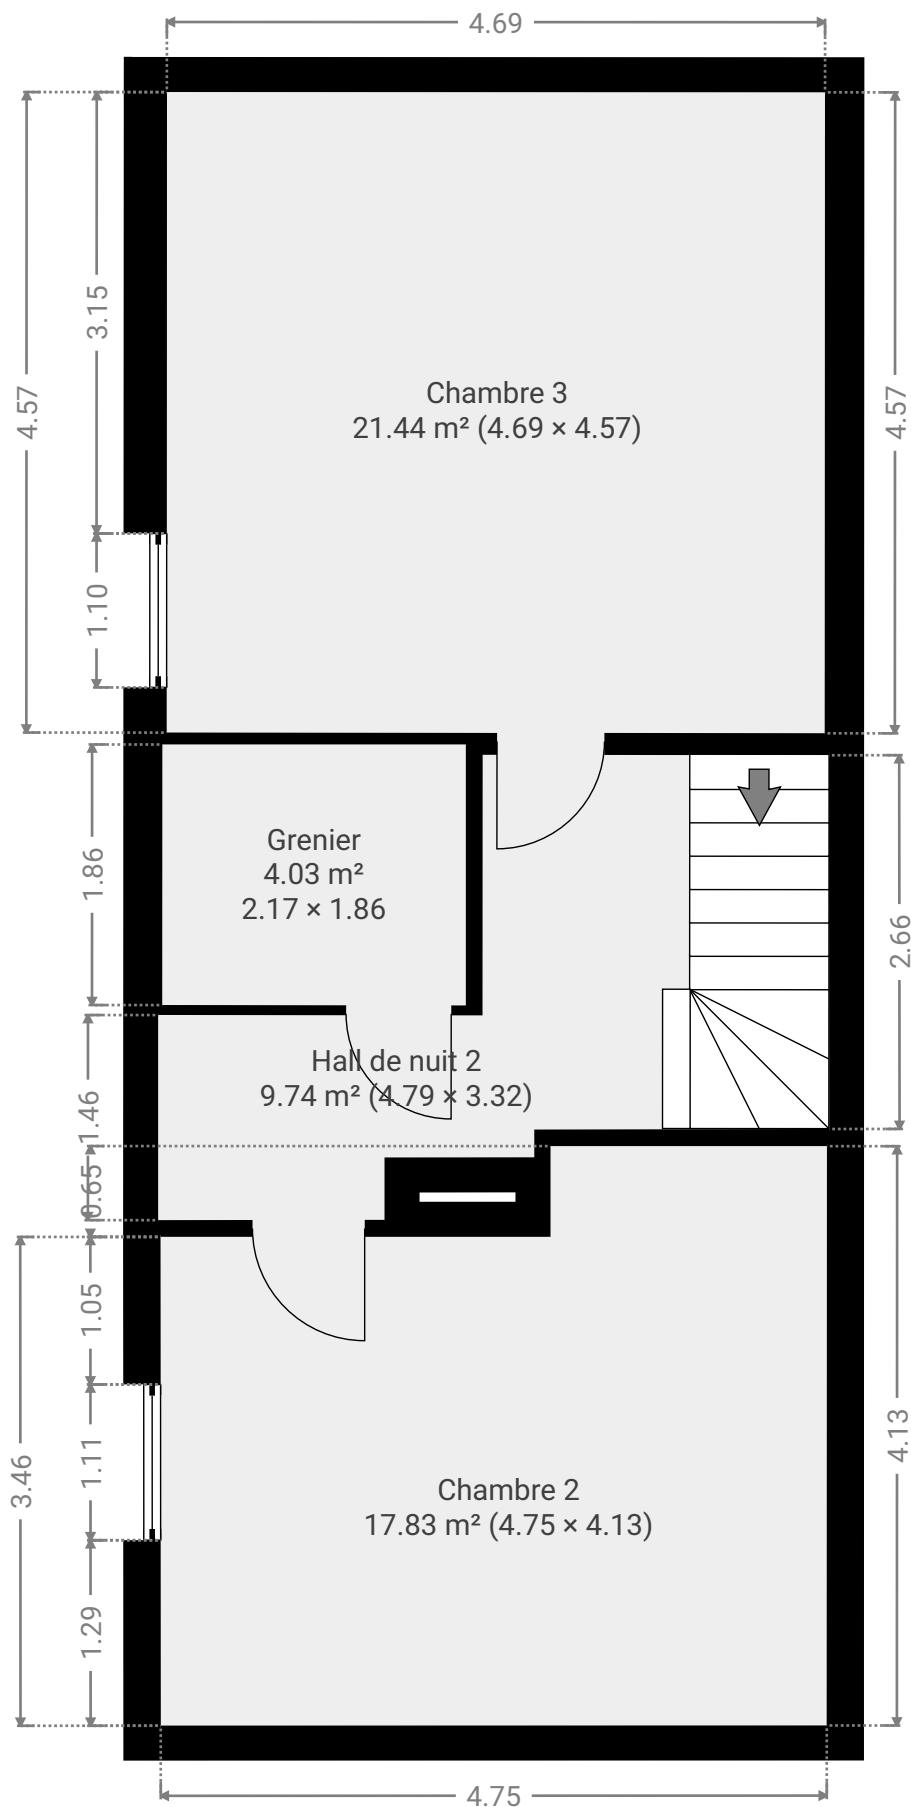 4.69
4.57
3.15
4.57
Chambre 3
21.44 m² (4.69 × 4.57)
1.10
Grenier
4.03 m²
2.17 × 1.86
1.86
2.66
Hall de nuit 2
9.74 m² (4.79 × 3.32)
1.46
0.65
1.05
1.11
3.46
4.13
Chambre 2
17.83 m² (4.75 × 4.13)
1.29
4.75